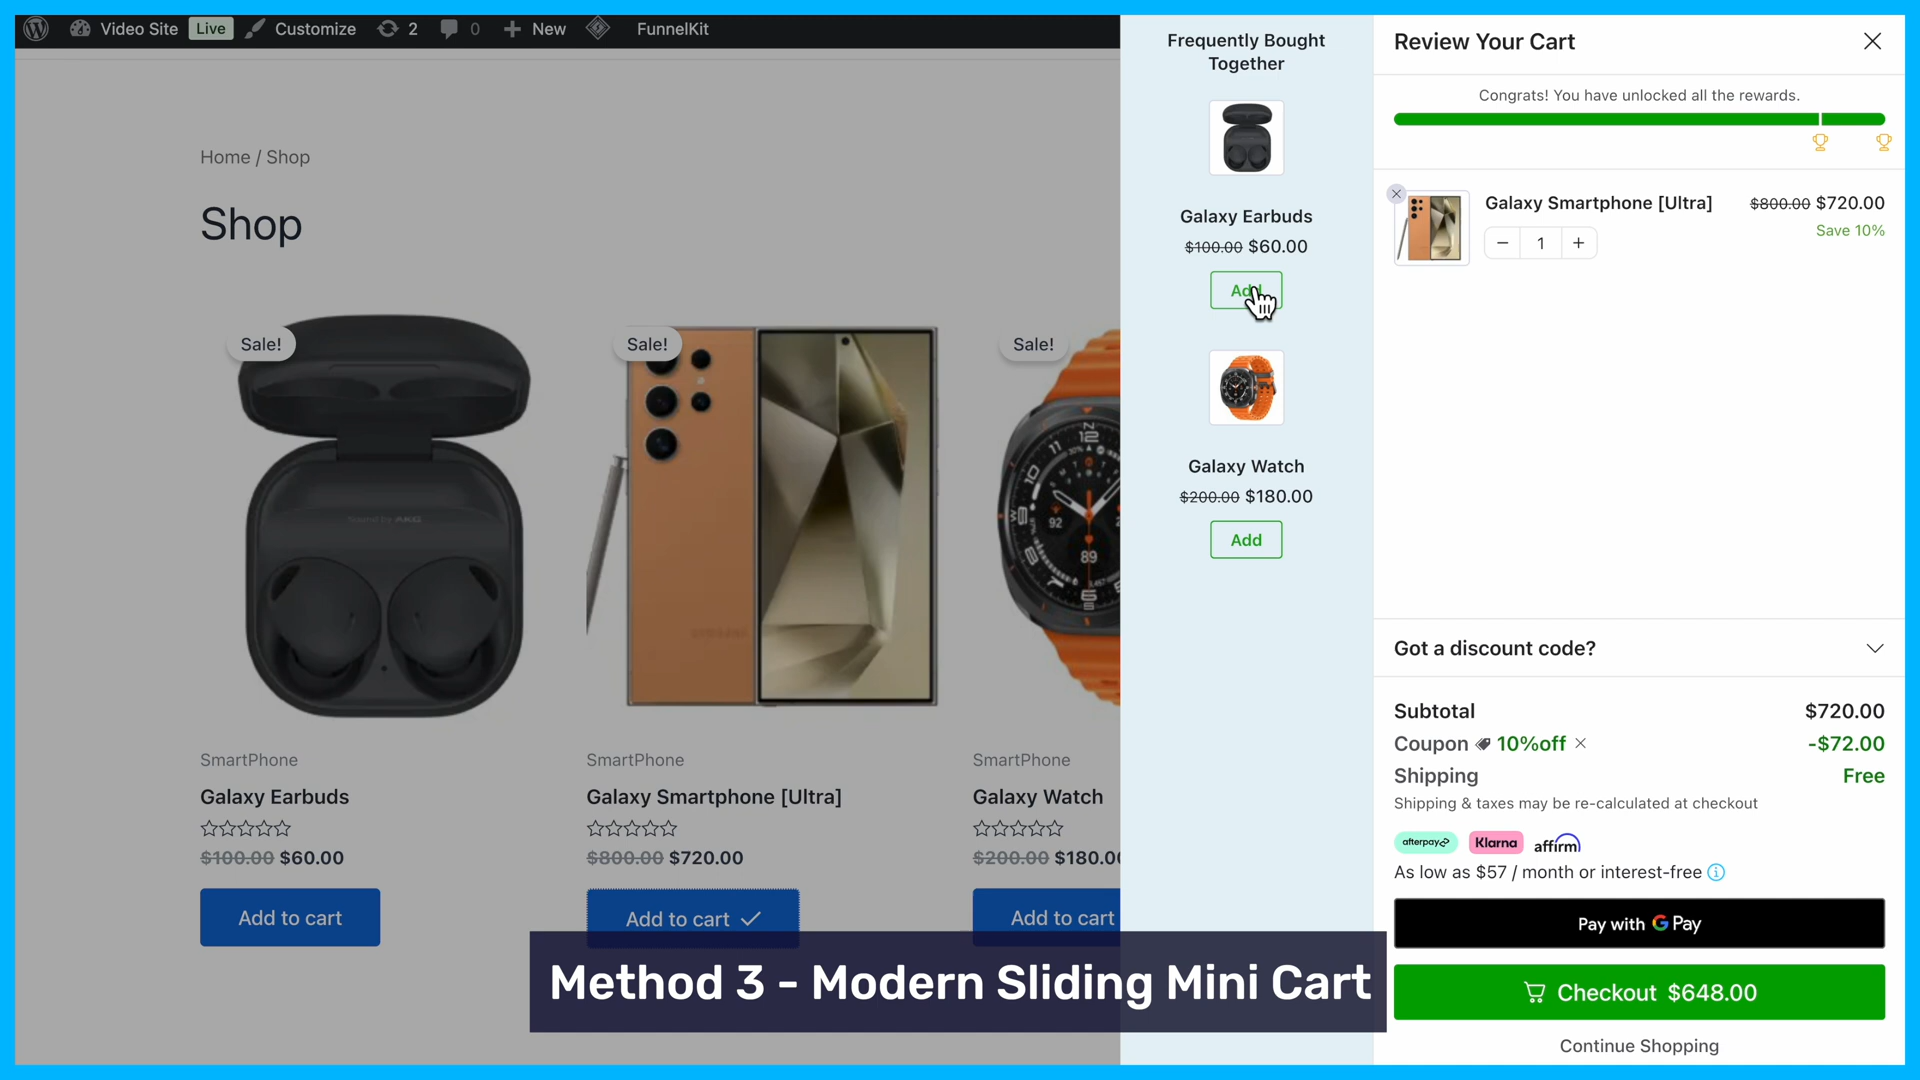 Video Site
Live
Customize
2
0
New
FunnelKit
Home / Shop
Shop
Sale!
SmartPhone
Galaxy Earbuds
$100.00 $60.00
Add to cart
Sale!
SmartPhone
Galaxy Smartphone [Ultra]
$800.00 $720.00
Add to cart
Sale!
SmartPhone
Galaxy Watch
$200.00
Add to cart
Frequently Bought
Together
Galaxy Earbuds
$100.00 $60.00
Add
Galaxy Watch
$200.00 $180.00
Add
Review Your Cart
Congrats! You have unlocked all the rewards.
Galaxy Smartphone [Ultra]
$800.00 $720.00
Save 10%
1
Got a discount code?
Subtotal $720.00
Coupon 10%off -$72.00
Shipping Free
Shipping & taxes may be re-calculated at checkout
afterpay Klarna affirm
As low as $57 / month or interest-free
Pay with G Pay
Checkout $648.00
Continue Shopping
Method 3 - Modern Sliding Mini Cart